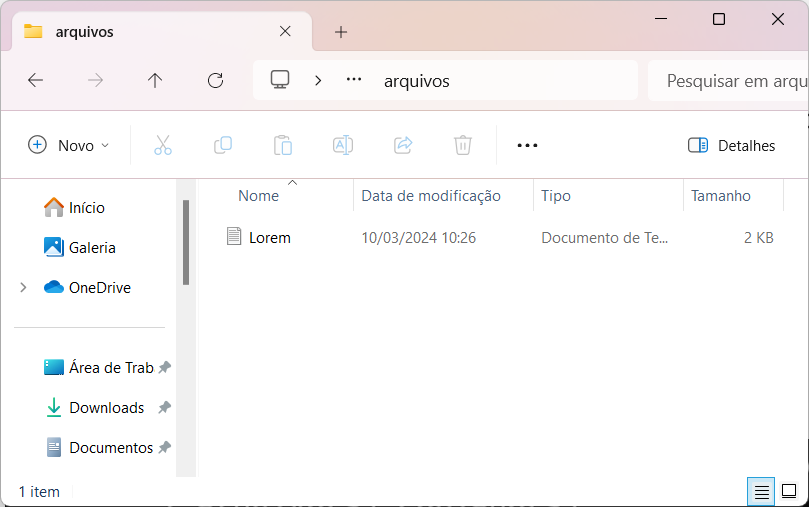 arquivos
arquivos
Pesquisar em arqu
Novo
Detalhes
Nome Data de modificação Tipo Tamanho
Lorem 10/03/2024 10:26 Documento de Te... 2 KB
Início
Galeria
OneDrive
Área de Trab
Downloads
Documentos
1 item